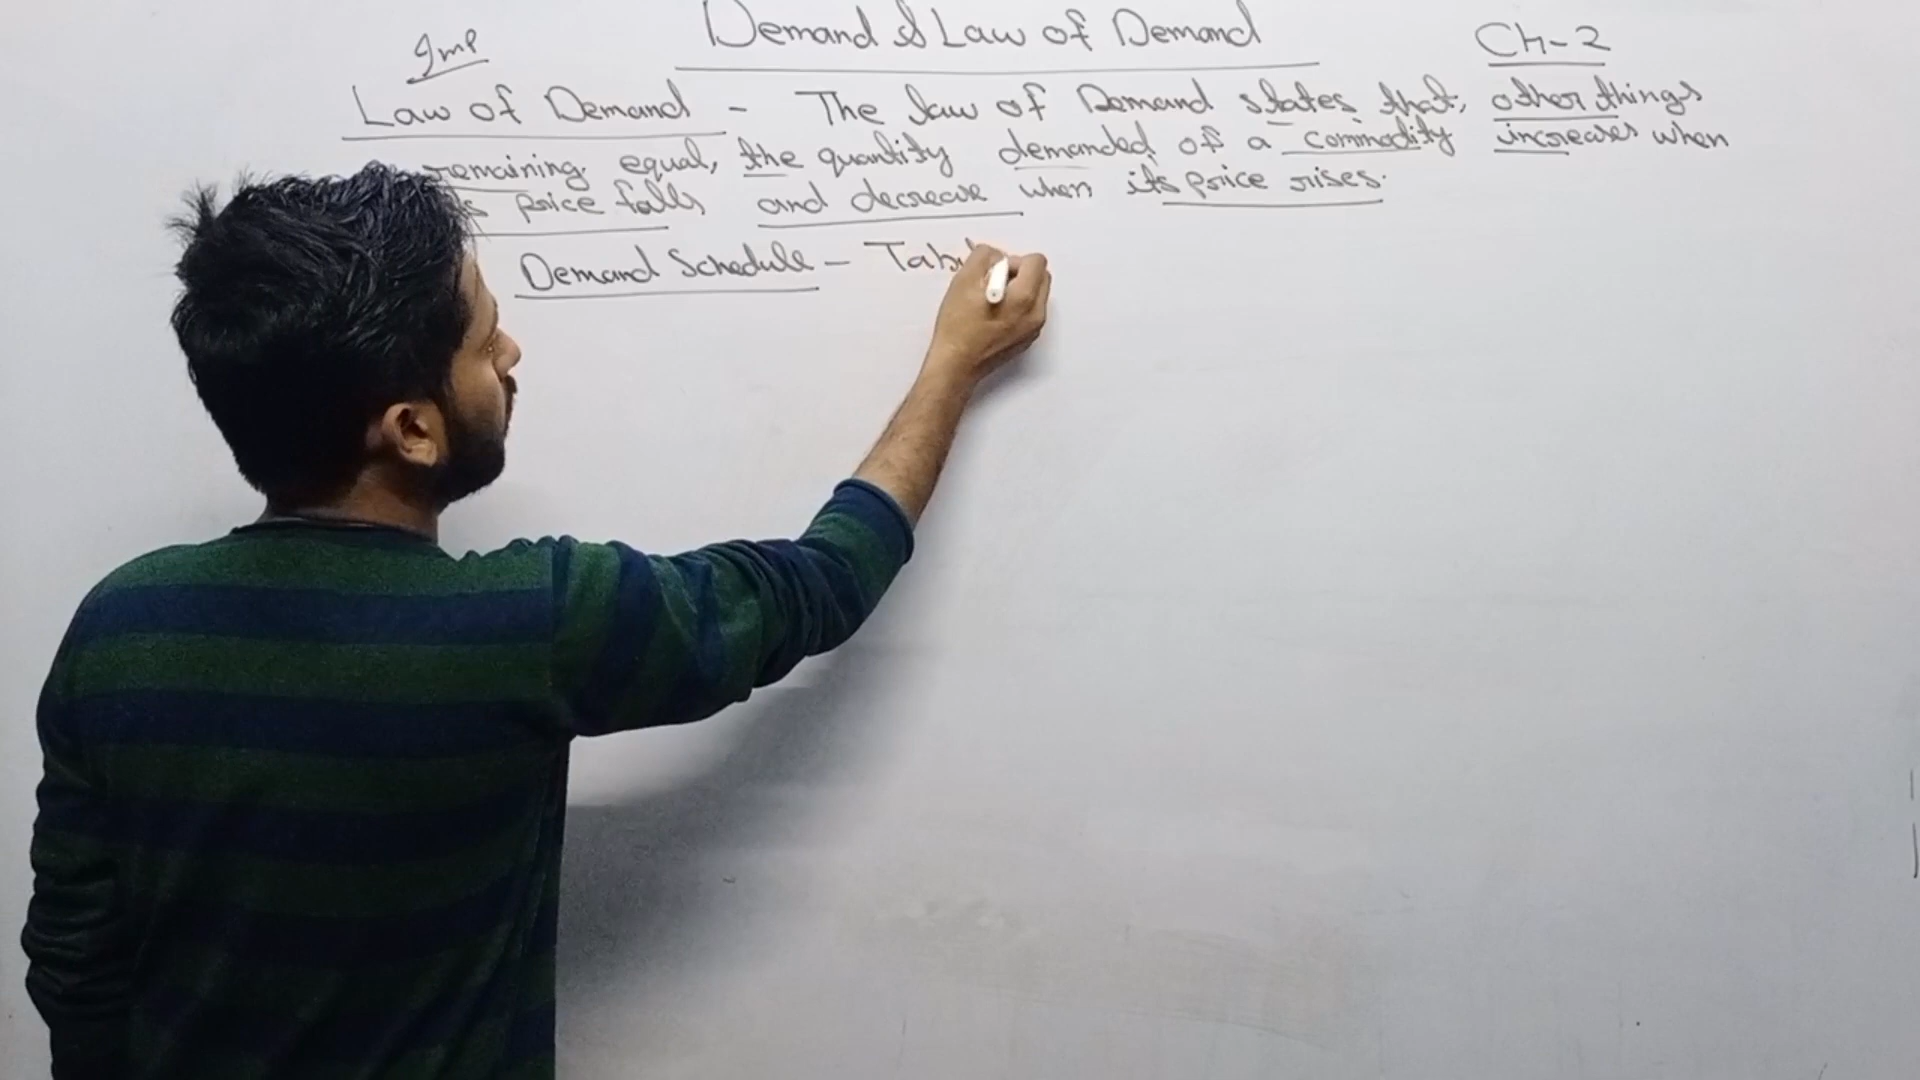 Demand & Law of Demand
Imp
Ch-2
Law of Demand - The law of Demand states that, other things
remaining equal, the quantity demanded of a commodity increases when
price falls and decrease when its price rises.
Demand Schedule -